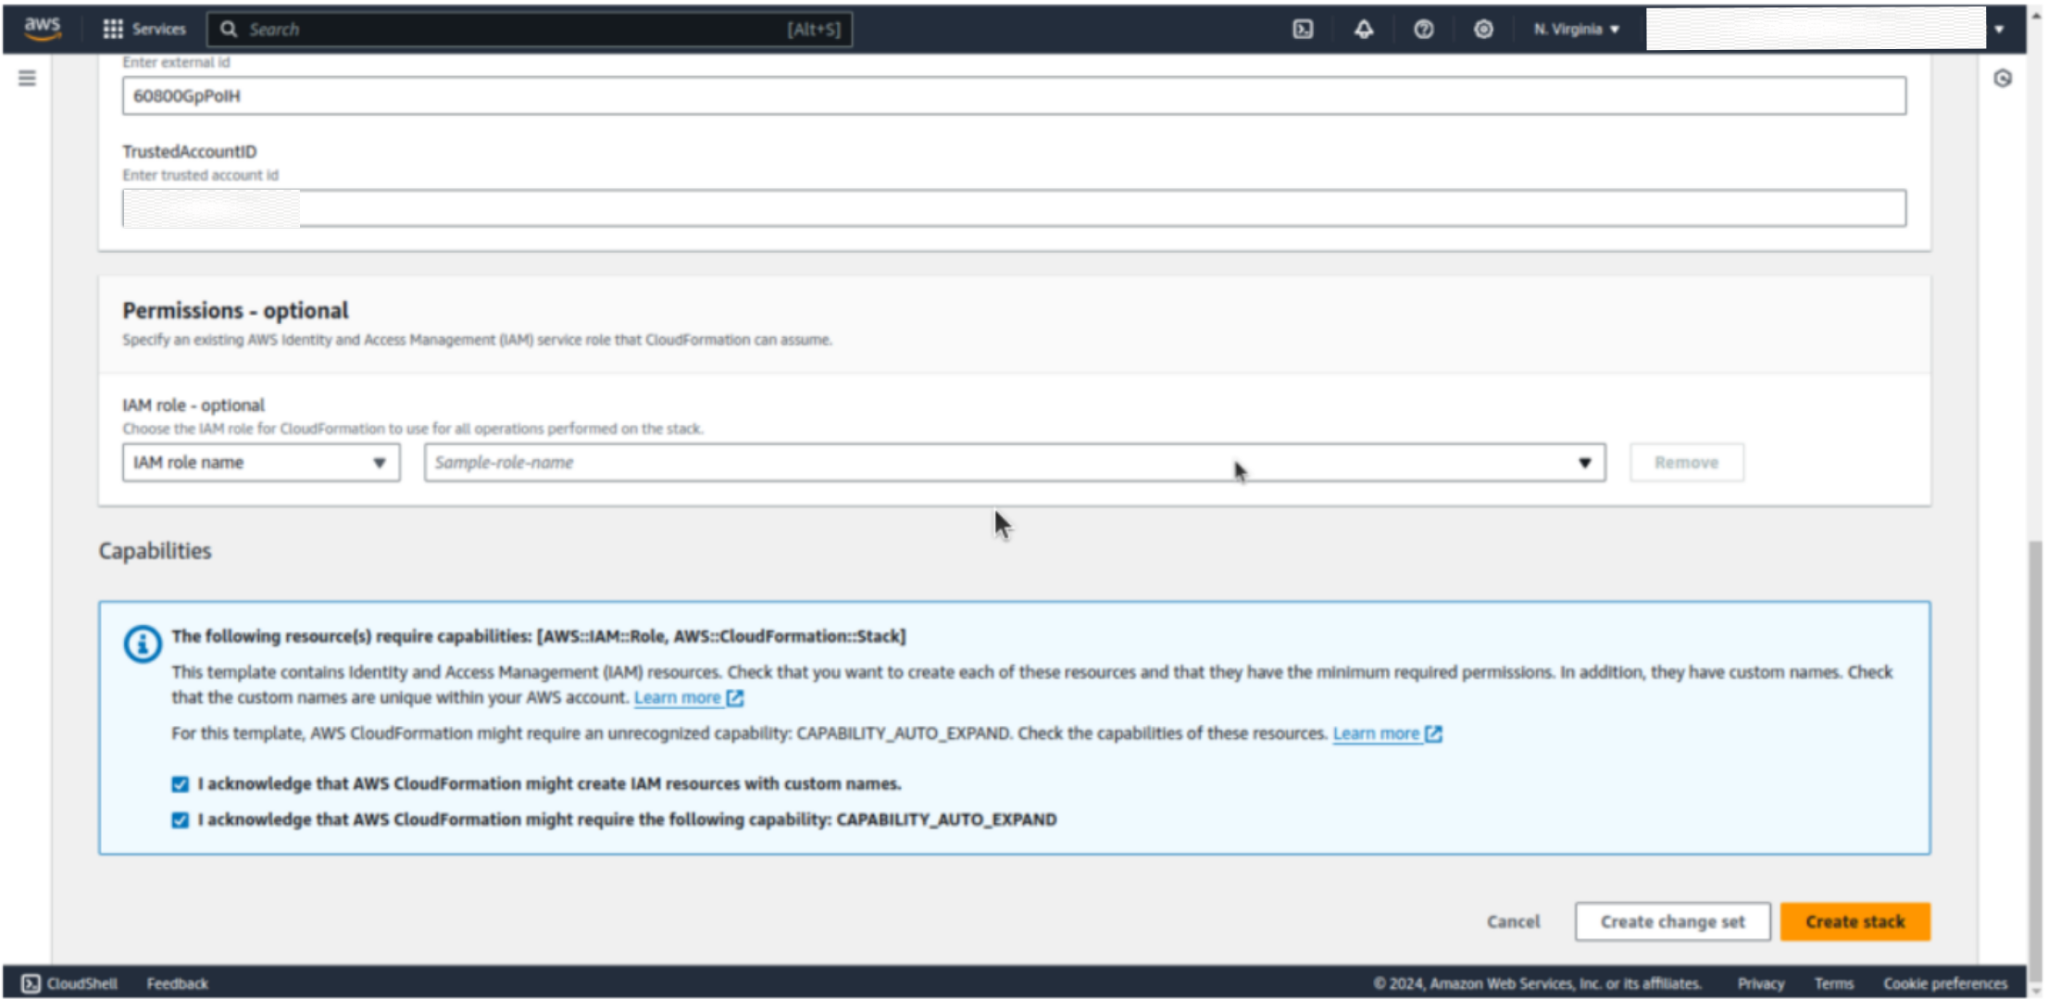 aws Services Search [Alt+S] N. Virginia
Enter external id
60800GpPoIH
TrustedAccountID
Enter trusted account id
Permissions - optional
Specify an existing AWS Identity and Access Management (IAM) service role that CloudFormation can assume.
IAM role - optional
Choose the IAM role for CloudFormation to use for all operations performed on the stack.
IAM role name Sample-role-name Remove
Capabilities
The following resource(s) require capabilities: [AWS::IAM::Role, AWS::CloudFormation::Stack]
This template contains Identity and Access Management (IAM) resources. Check that you want to create each of these resources and that they have the minimum required permissions. In addition, they have custom names. Check
that the custom names are unique within your AWS account. Learn more
For this template, AWS CloudFormation might require an unrecognized capability: CAPABILITY_AUTO_EXPAND. Check the capabilities of these resources. Learn more
I acknowledge that AWS CloudFormation might create IAM resources with custom names.
I acknowledge that AWS CloudFormation might require the following capability: CAPABILITY_AUTO_EXPAND
Cancel Create change set Create stack
CloudShell Feedback © 2024, Amazon Web Services, Inc. or its affiliates. Privacy Terms Cookie preferences